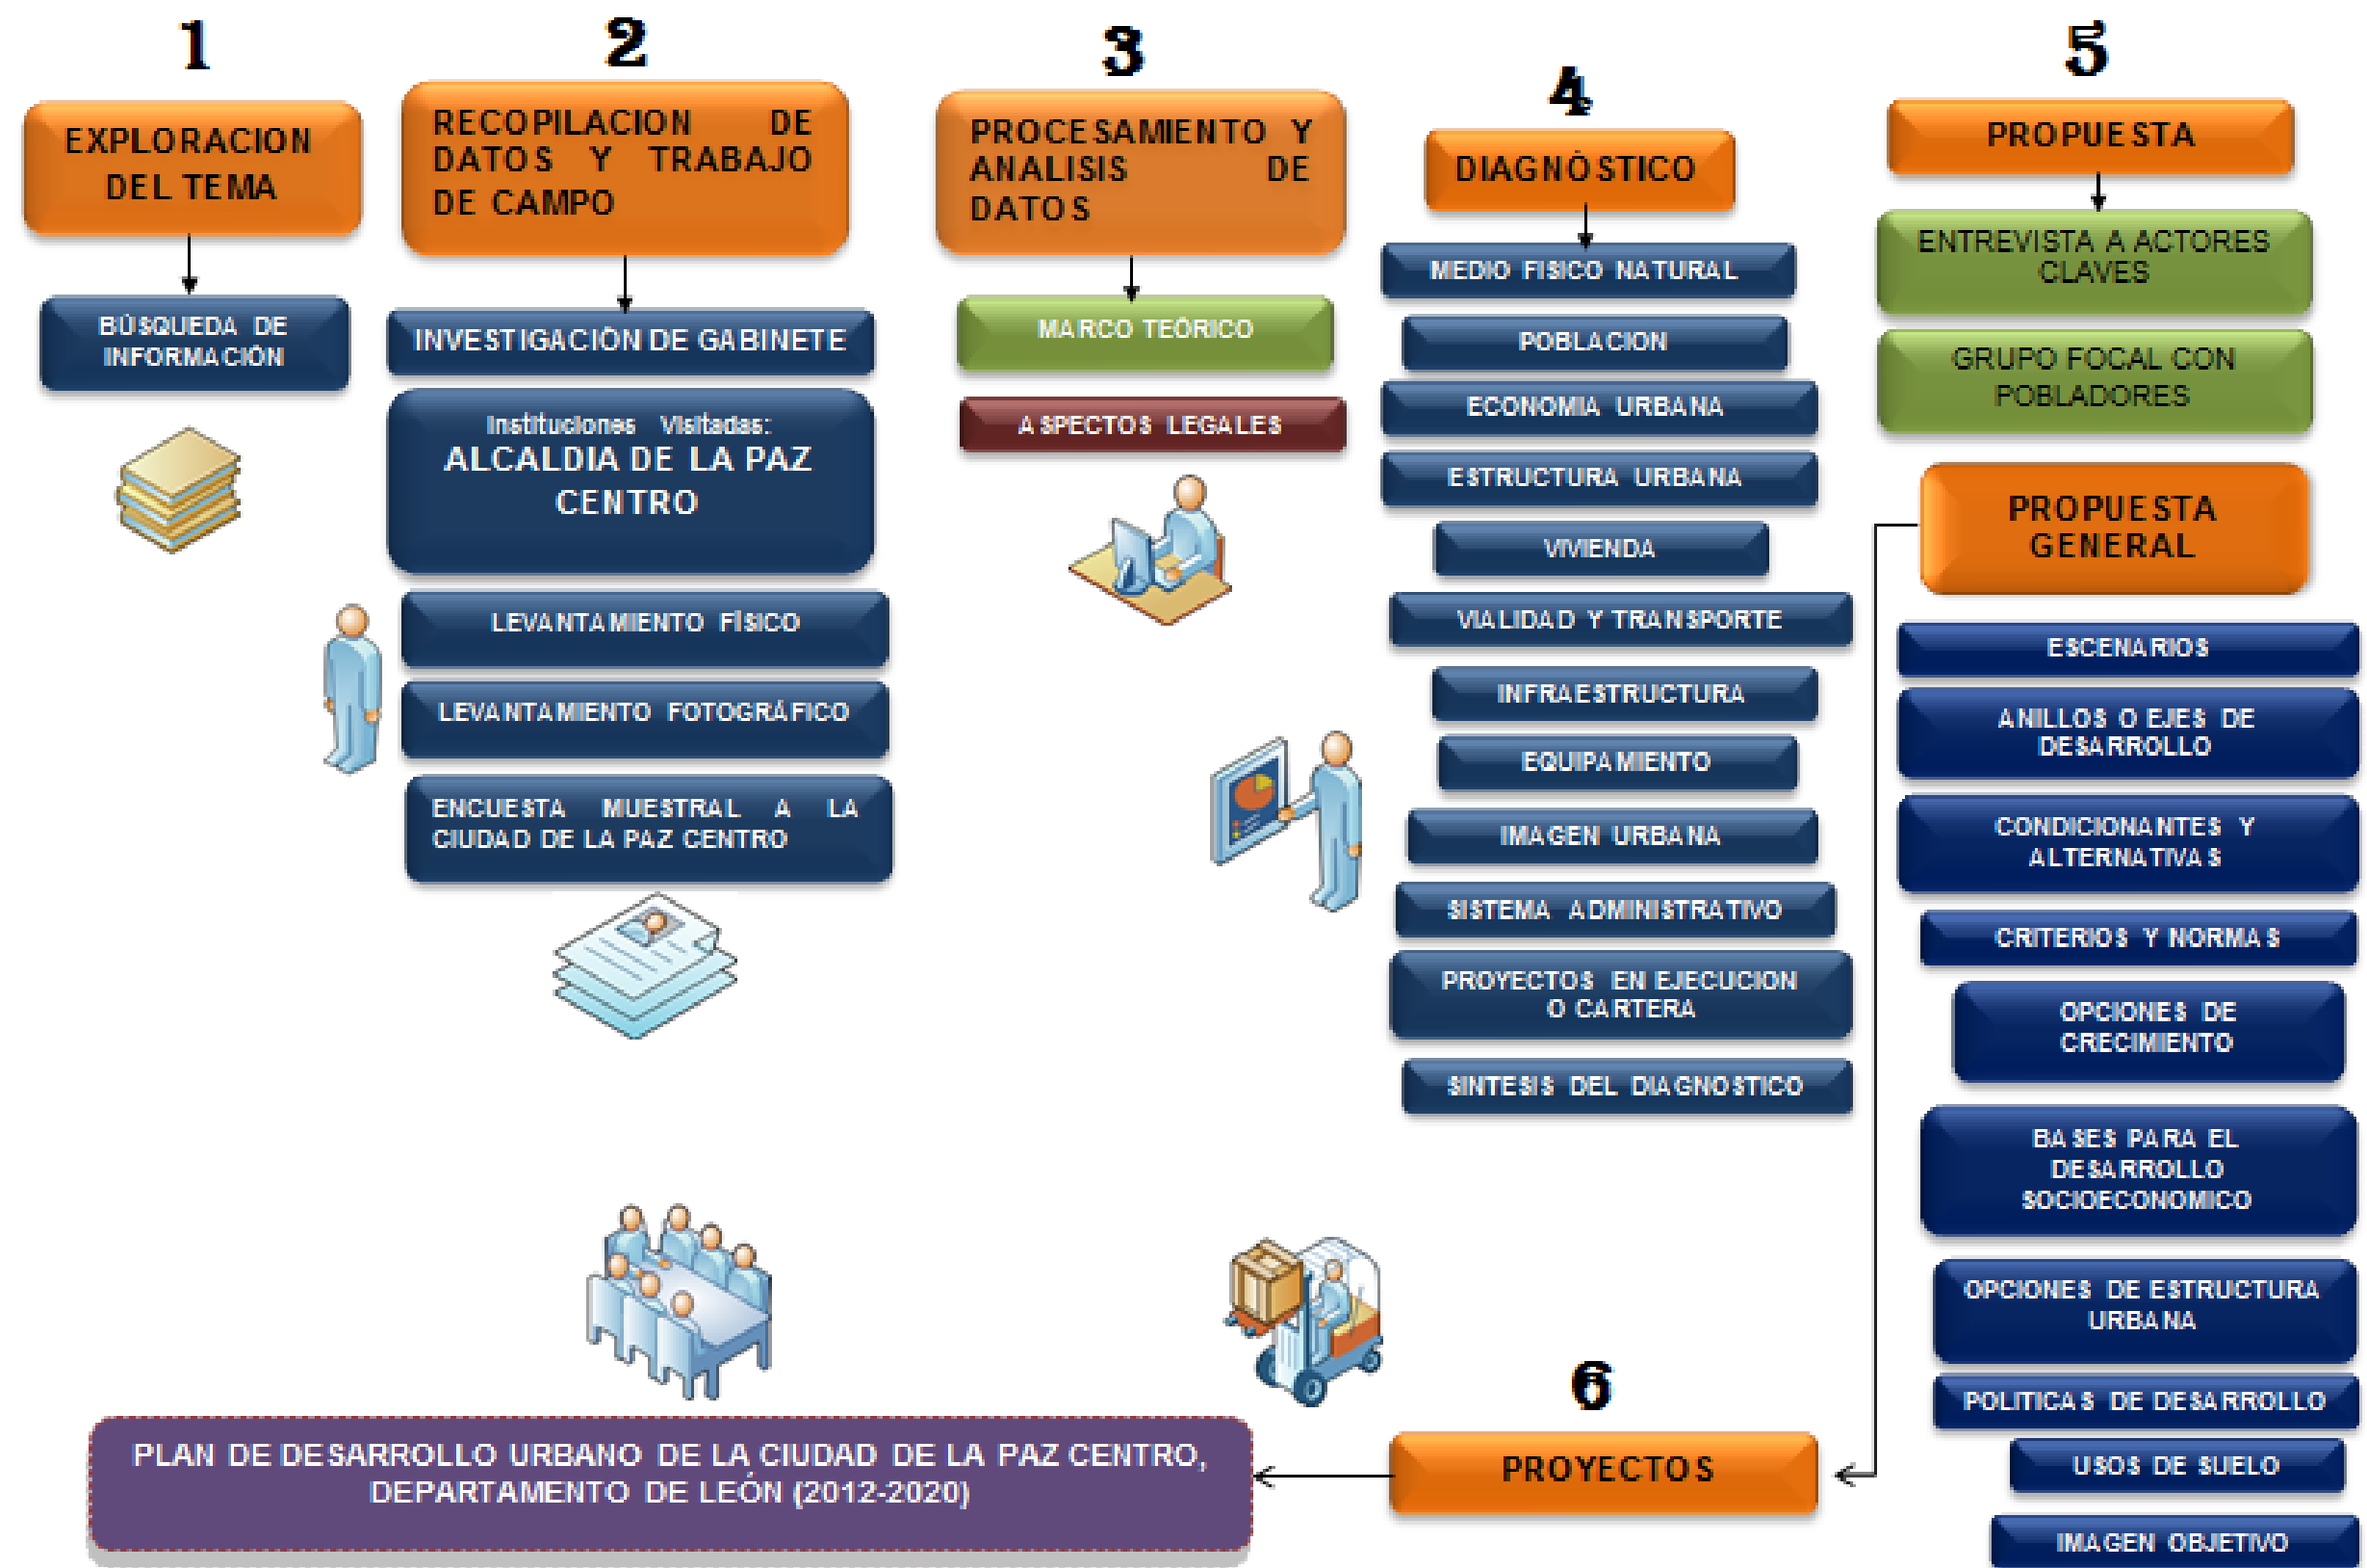 1
EXPLORACION
DEL TEMA
BÚSQUEDA DE
INFORMACIÓN
2
RECOPILACION DE
DATOS Y TRABAJO
DE CAMPO
INVESTIGACIÓN DE GABINETE
Instituciones Visitadas:
ALCALDIA DE LA PAZ
CENTRO
LEVANTAMIENTO FÍSICO
LEVANTAMIENTO FOTOGRÁFICO
ENCUESTA MUESTRAL A LA
CIUDAD DE LA PAZ CENTRO
3
PROCESAMIENTO Y
ANALISIS DE
DATOS
MARCO TEÓRICO
ASPECTOS LEGALES
4
DIAGNÓSTICO
MEDIO FISICO NATURAL
POBLACION
ECONOMIA URBANA
ESTRUCTURA URBANA
VIVIENDA
VIALIDAD Y TRANSPORTE
INFRAESTRUCTURA
EQUIPAMIENTO
IMAGEN URBANA
SISTEMA ADMINISTRATIVO
PROYECTOS EN EJECUCION
O CARTERA
SINTESIS DEL DIAGNOSTICO
5
PROPUESTA
ENTREVISTA A ACTORES
CLAVES
GRUPO FOCAL CON
POBLADORES
PROPUESTA
GENERAL
ESCENARIOS
ANILLOS O EJES DE
DESARROLLO
CONDICIONANTES Y
ALTERNATIVAS
CRITERIOS Y NORMAS
OPCIONES DE
CRECIMIENTO
BASES PARA EL
DESARROLLO
SOCIOECONOMICO
OPCIONES DE ESTRUCTURA
URBANA
POLITICAS DE DESARROLLO
USOS DE SUELO
IMAGEN OBJETIVO
6
PROYECTOS
PLAN DE DESARROLLO URBANO DE LA CIUDAD DE LA PAZ CENTRO,
DEPARTAMENTO DE LEÓN (2012-2020)